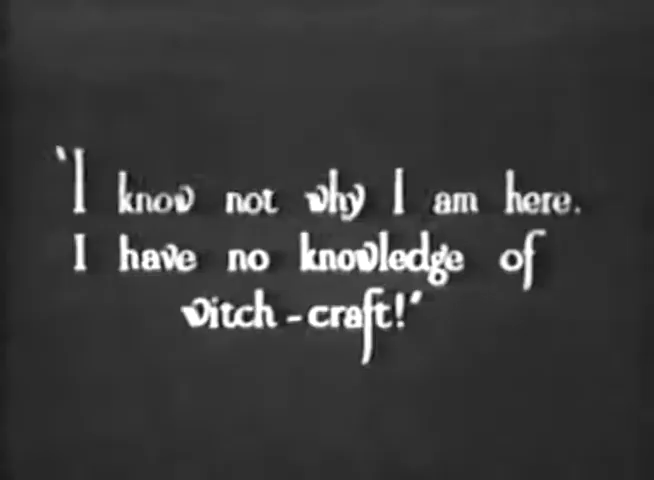 'I know not why I am here.
I have no knowledge of
witch-craft!'